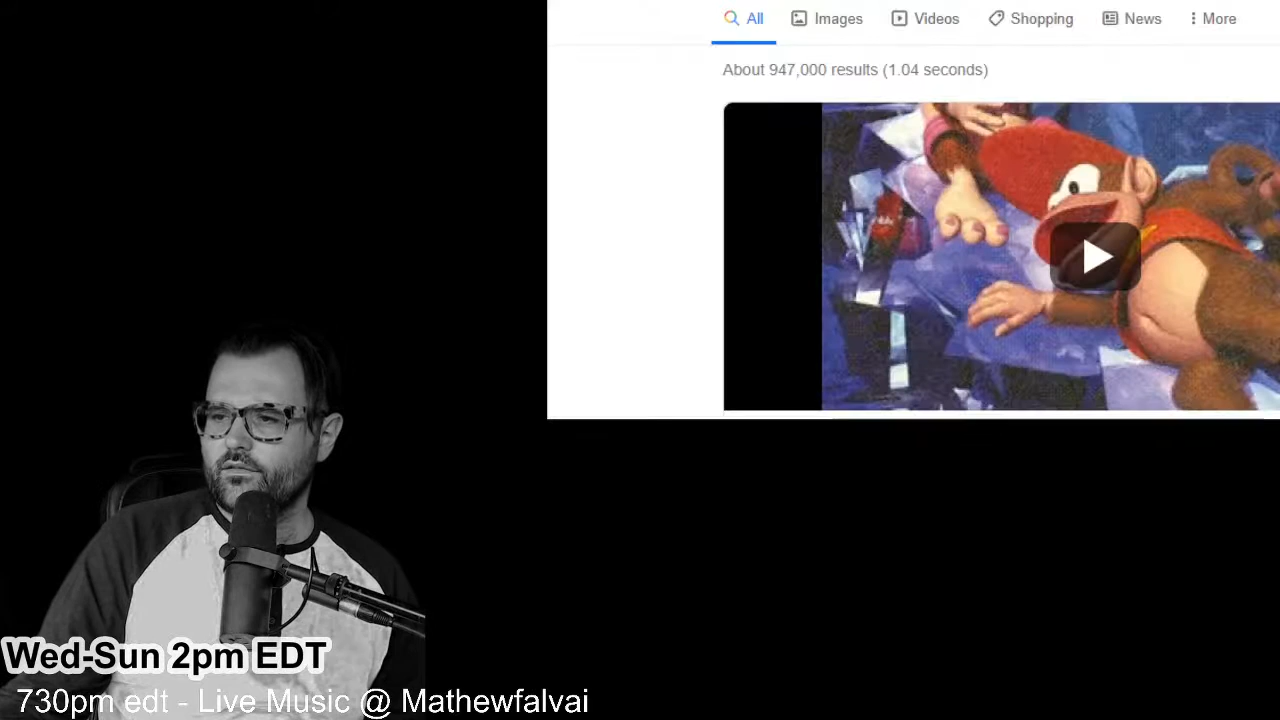 All Images Videos Shopping News More
About 947,000 results (1.04 seconds)
Wed-Sun 2pm EDT
730pm edt - Live Music @ Mathewfalvai